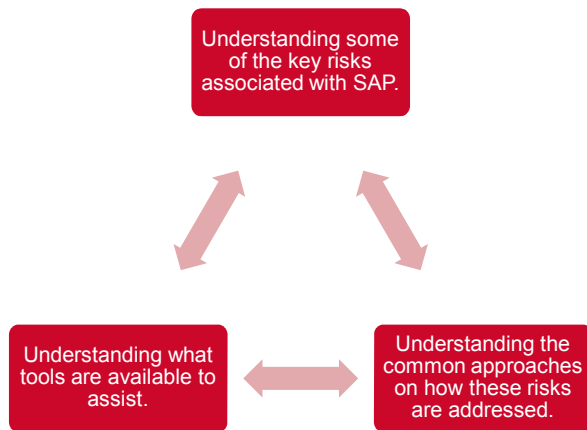 Understanding some
of the key risks
associated with SAP.
Understanding what
tools are available to
assist.
Understanding the
common approaches
on how these risks
are addressed.